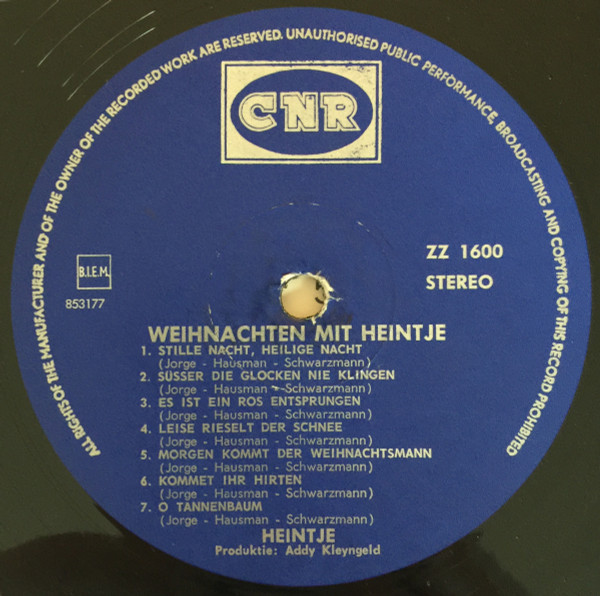 ALL RIGHTS OF THE MANUFACTURER AND OF THE OWNER OF THE RECORDED WORK ARE RESERVED. UNAUTHORISED PUBLIC PERFORMANCE, BROADCASTING AND COPYING OF THIS RECORD PROHIBITED
CNR
B.I.E.M.
853177
ZZ 1600
STEREO
WEIHNACHTEN MIT HEINTJE
1. STILLE NACHT, HEILIGE NACHT
(Jorge - Hausman - Schwarzmann)
2. SÜSSER DIE GLOCKEN NIE KLINGEN
(Jorge - Hausman - Schwarzmann)
3. ES IST EIN ROS ENTSPRUNGEN
(Jorge - Hausman - Schwarzmann)
4. LEISE RIESELT DER SCHNEE
(Jorge - Hausman - Schwarzmann)
5. MORGEN KOMMT DER WEIHNACHTSMANN
(Jorge - Hausman - Schwarzmann)
6. KOMMET IHR HIRTEN
(Jorge - Hausman - Schwarzmann)
7. O TANNENBAUM
(Jorge - Hausman - Schwarzmann)
HEINTJE
Produktie: Addy Kleyngeld